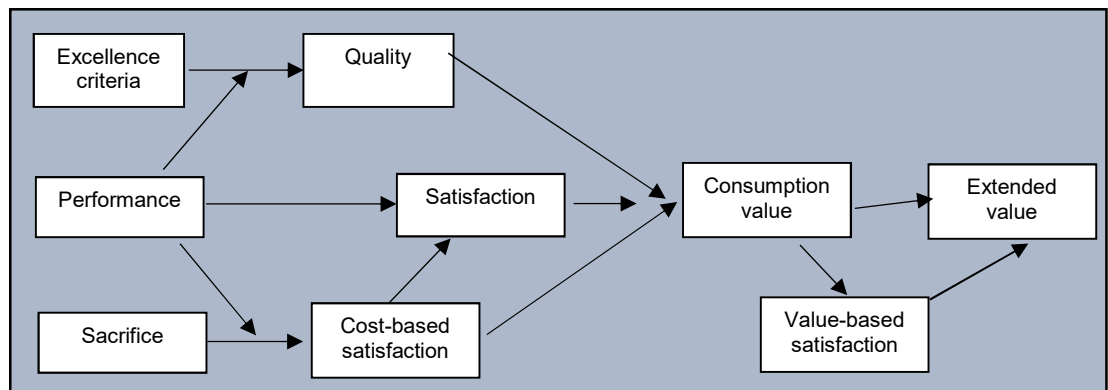 Excellence
criteria
Quality
Performance
Satisfaction
Consumption
value
Extended
value
Sacrifice
Cost-based
satisfaction
Value-based
satisfaction